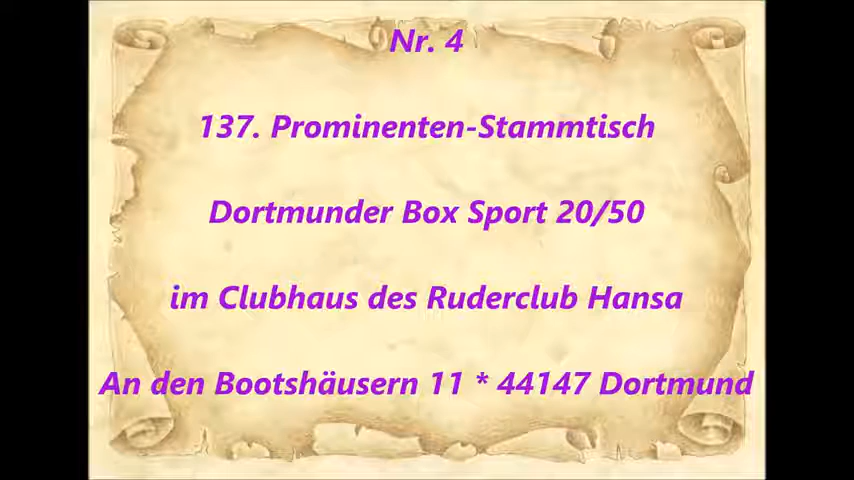 Nr. 4
137. Prominenten-Stammtisch
Dortmunder Box Sport 20/50
im Clubhaus des Ruderclub Hansa
An den Bootshäusern 11 * 44147 Dortmund